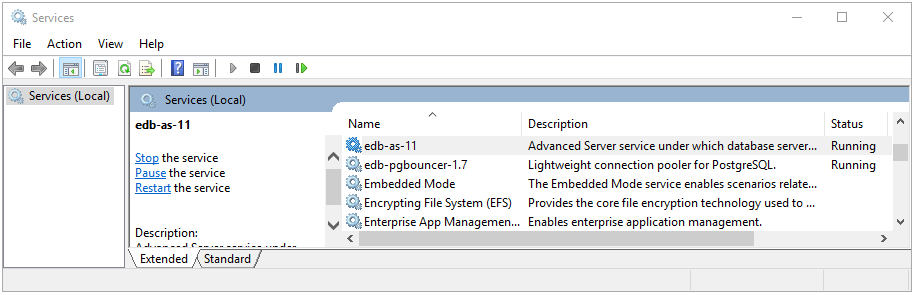 Services
File Action View Help
Services (Local)
Services (Local)
edb-as-11
Stop the service
Pause the service
Restart the service
Description:
Name Description Status
edb-as-11 Advanced Server service under which database server... Running
edb-pgbouncer-1.7 Lightweight connection pooler for PostgreSQL. Running
Embedded Mode The Embedded Mode service enables scenarios relate...
Encrypting File System (EFS) Provides the core file encryption technology used to ...
Enterprise App Managemen... Enables enterprise application management.
Advanced Server service under
Extended Standard